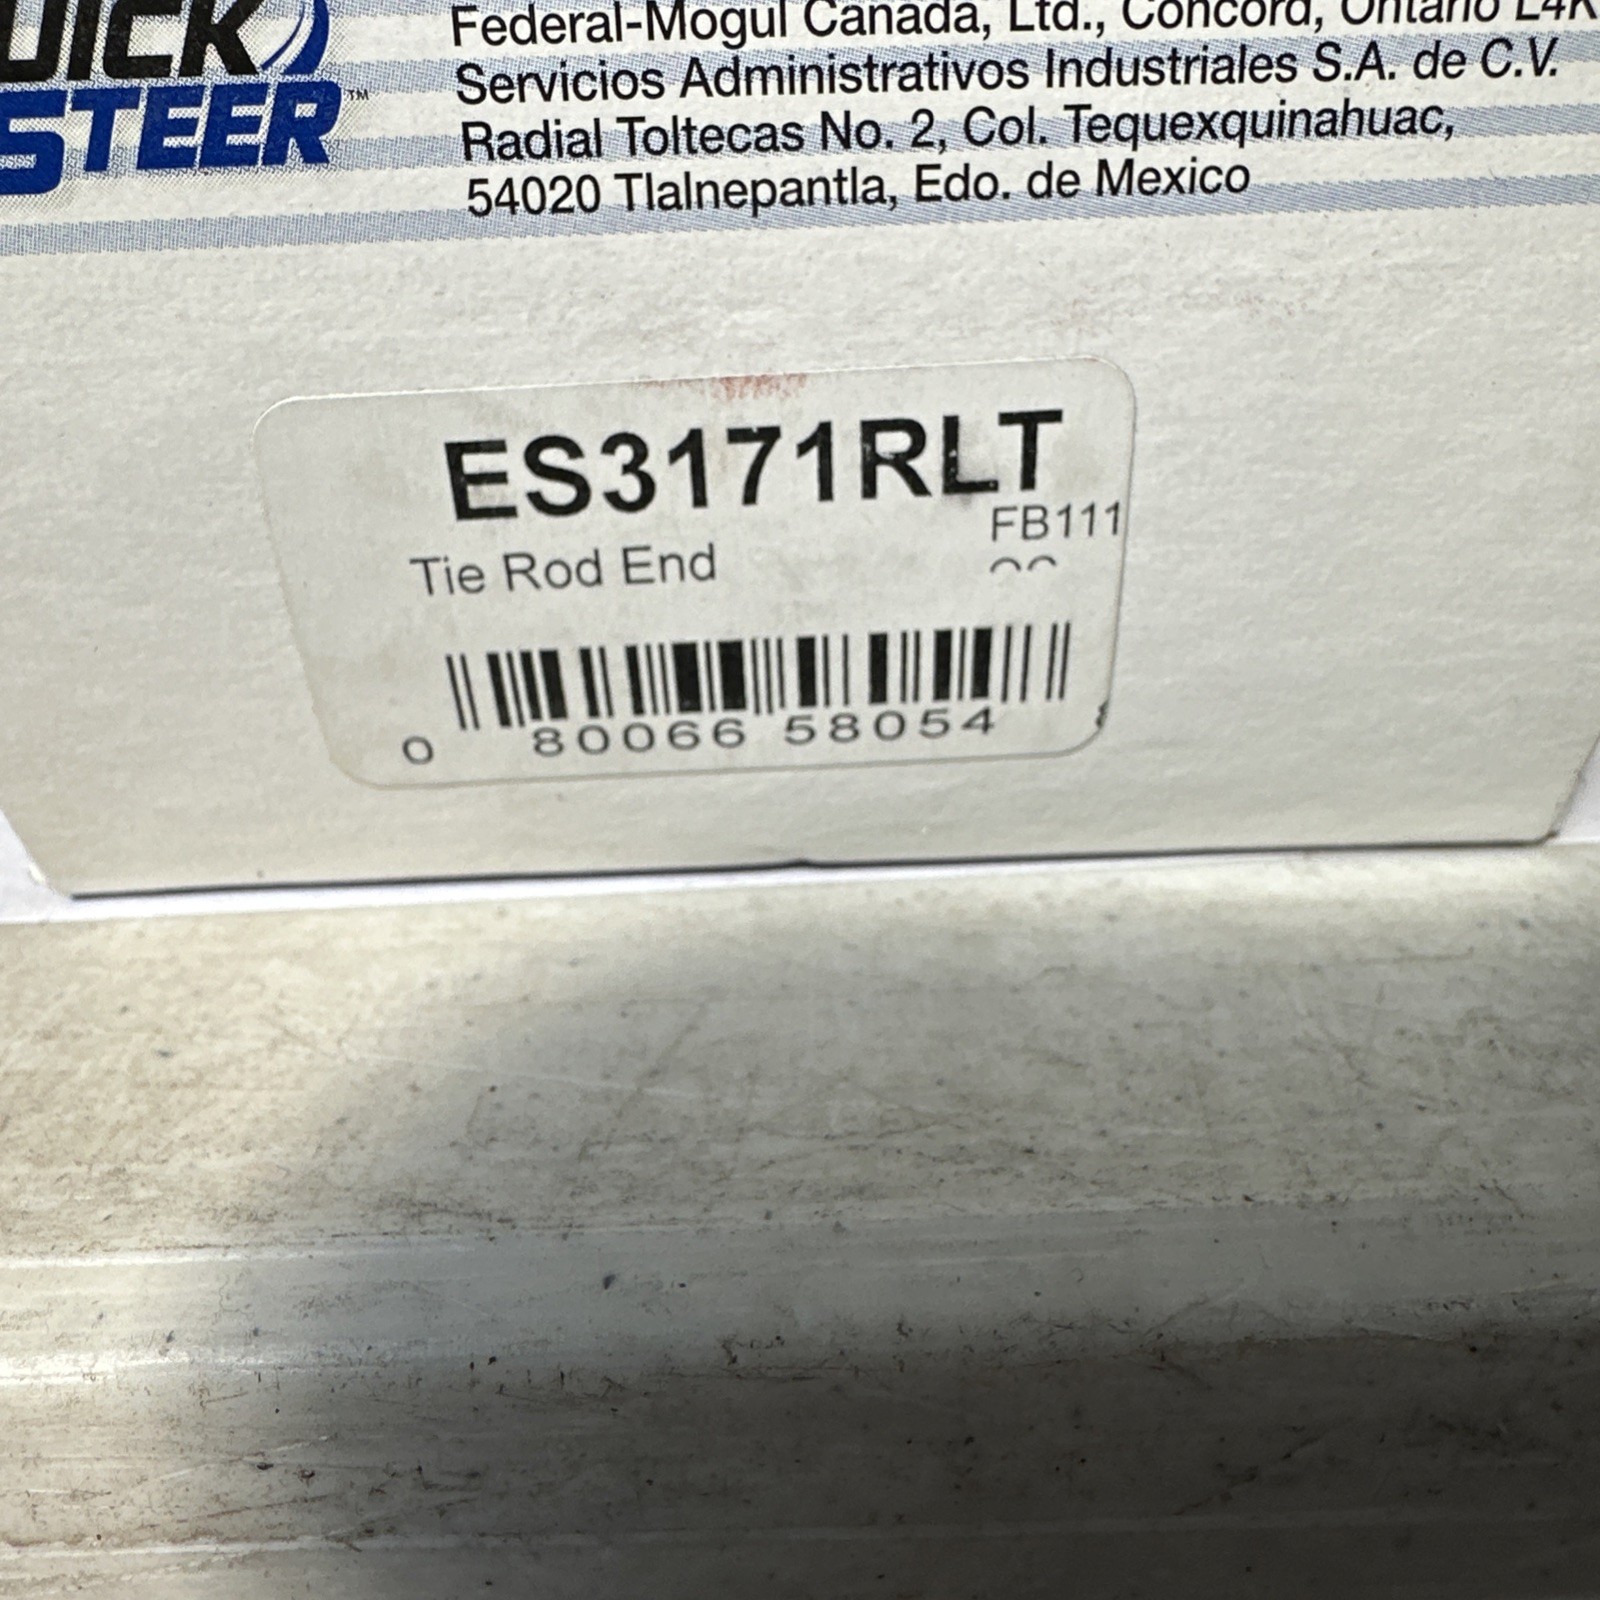 UICK
STEER™
Federal-Mogul Canada, Ltd., Concord, Ontario L4K
Servicios Administrativos Industriales S.A. de C.V.
Radial Toltecas No. 2, Col. Tequexquinahuac,
54020 Tlalnepantla, Edo. de Mexico
ES3171RLT
FB111
Tie Rod End
0 80066 58054